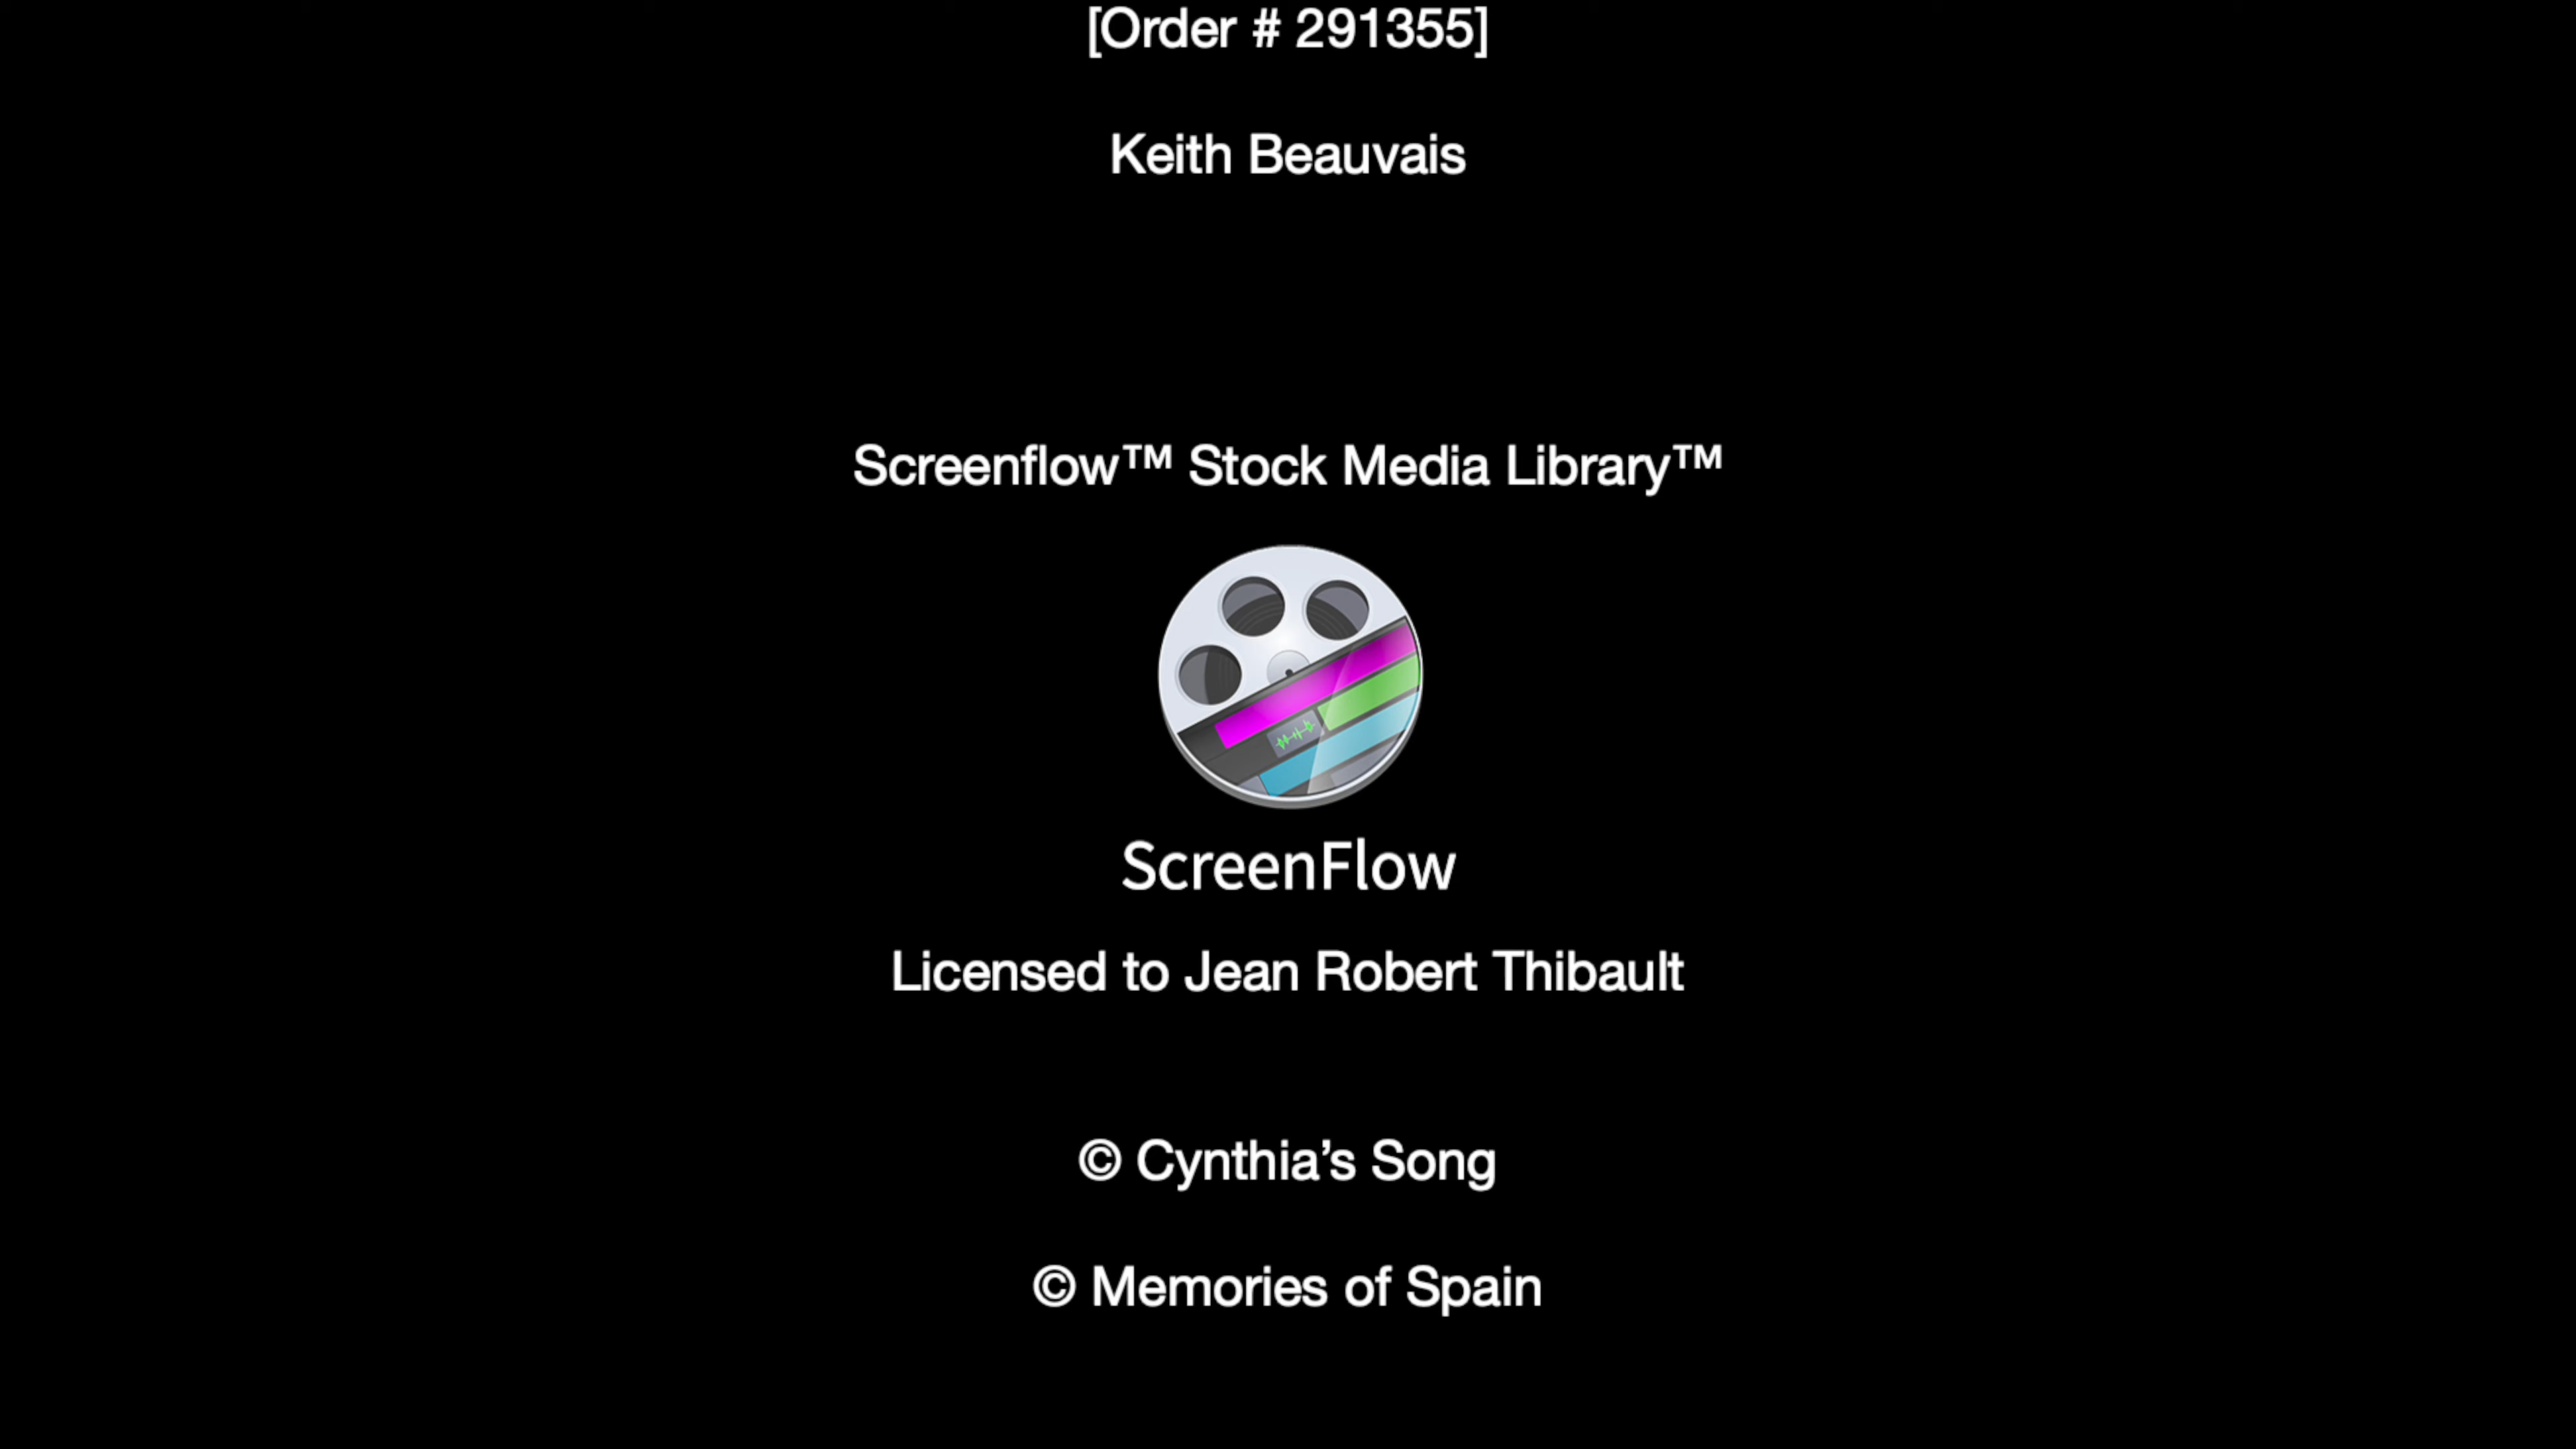 [Order # 291355]
Keith Beauvais
Screenflow™ Stock Media Library™
ScreenFlow
Licensed to Jean Robert Thibault
© Cynthia’s Song
© Memories of Spain